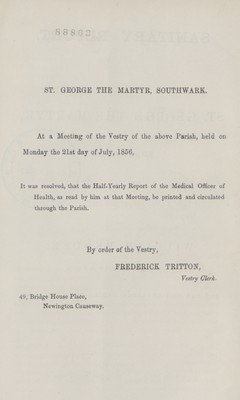 ST. GEORGE THE MARTYR, SOUTHWARK.
At a Meeting of the Vestry of the above Parish, held on
Monday the 21st day of July, 1856,
It was resolved, that the Half-Yearly Report of the Medical Officer of
Health, as read by him at that Meeting, be printed and circulated
through the Parish.
By order of the Vestry,
FREDERICK TRITTON,
Vestry Clerk.
49, Bridge House Place,
Newington Causeway.